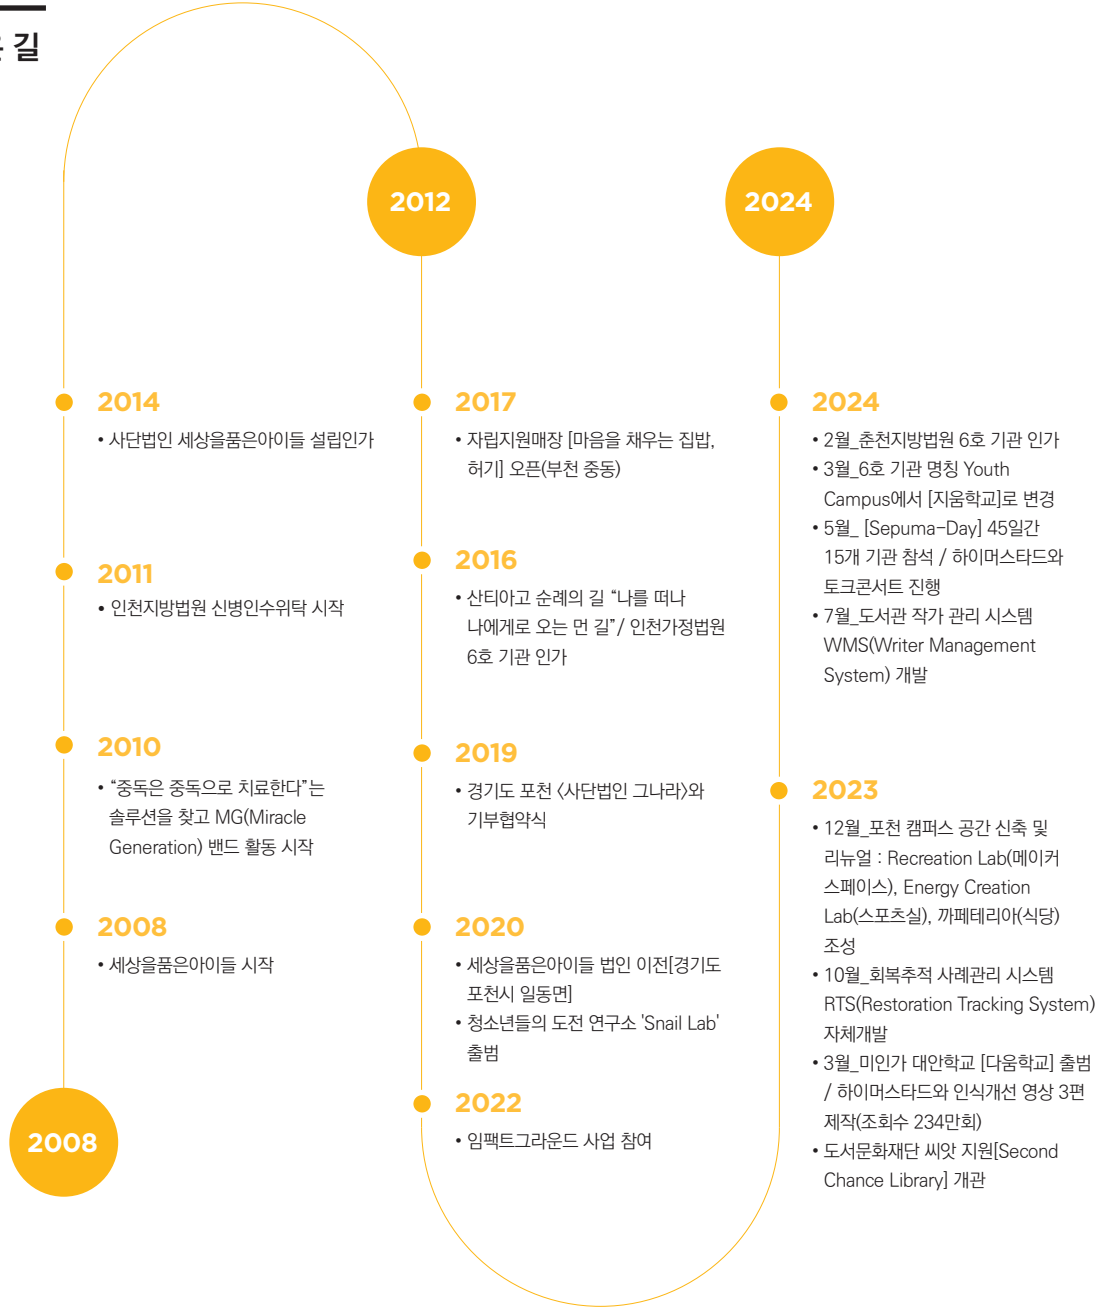 길
2012
2024
2014
• 사단법인 세상을품은아이들 설립인가
2011
• 인천지방법원 신병인수위탁 시작
2010
• “중독은 중독으로 치료한다”는
솔루션을 찾고 MG(Miracle
Generation) 밴드 활동 시작
2008
• 세상을품은아이들 시작
2008
2017
• 자립지원매장 [마음을 채우는 집밥,
허기] 오픈(부천 중동)
2016
• 산티아고 순례의 길 “나를 떠나
나에게로 오는 먼 길”/ 인천가정법원
6호 기관 인가
2019
• 경기도 포천 〈사단법인 그나라〉와
기부협약식
2020
• 세상을품은아이들 법인 이전[경기도
포천시 일동면]
• 청소년들의 도전 연구소 'Snail Lab'
출범
2022
• 임팩트그라운드 사업 참여
2024
• 2월_춘천지방법원 6호 기관 인가
• 3월_6호 기관 명칭 Youth
Campus에서 [지움학교]로 변경
• 5월_ [Sepuma-Day] 45일간
15개 기관 참석 / 하이머스타드와
토크콘서트 진행
• 7월_도서관 작가 관리 시스템
WMS(Writer Management
System) 개발
2023
• 12월_포천 캠퍼스 공간 신축 및
리뉴얼 : Recreation Lab(메이커
스페이스), Energy Creation
Lab(스포츠실), 까페테리아(식당)
조성
• 10월_회복추적 사례관리 시스템
RTS(Restoration Tracking System)
자체개발
• 3월_미인가 대안학교 [다움학교] 출범
/ 하이머스타드와 인식개선 영상 3편
제작(조회수 234만회)
• 도서문화재단 씨앗 지원[Second
Chance Library] 개관